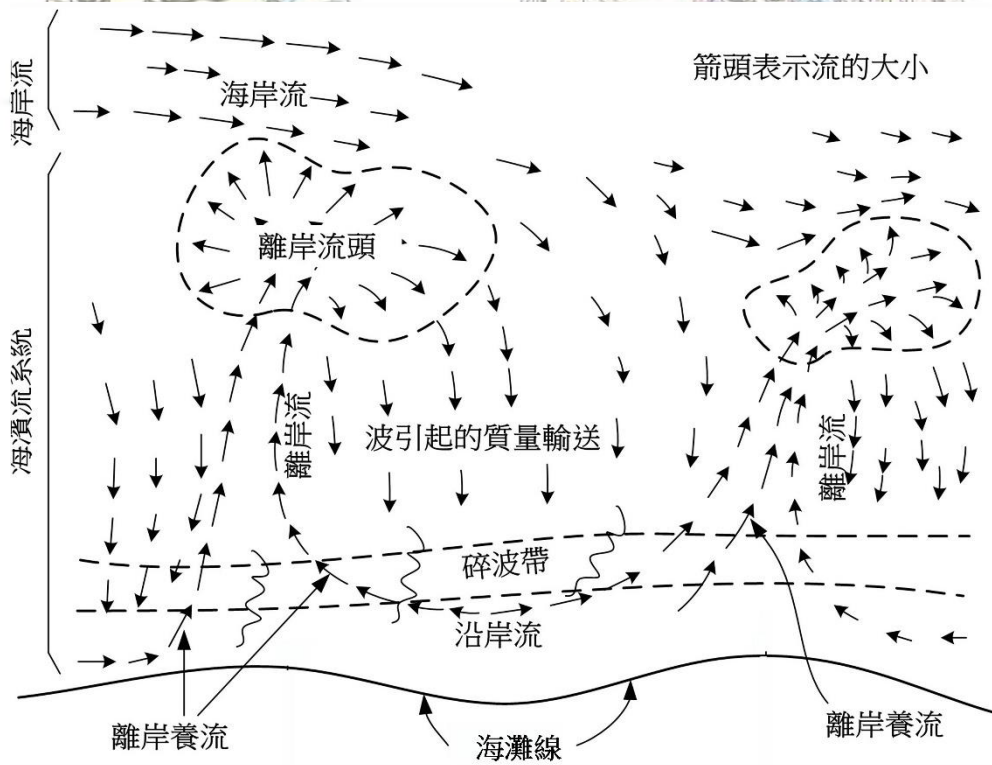 海岸流
箭頭表示流的大小
海岸流
離岸流頭
海濱流系統
離岸流
波引起的質量輸送
離岸流
碎波帶
沿岸流
離岸養流
海灘線
離岸養流